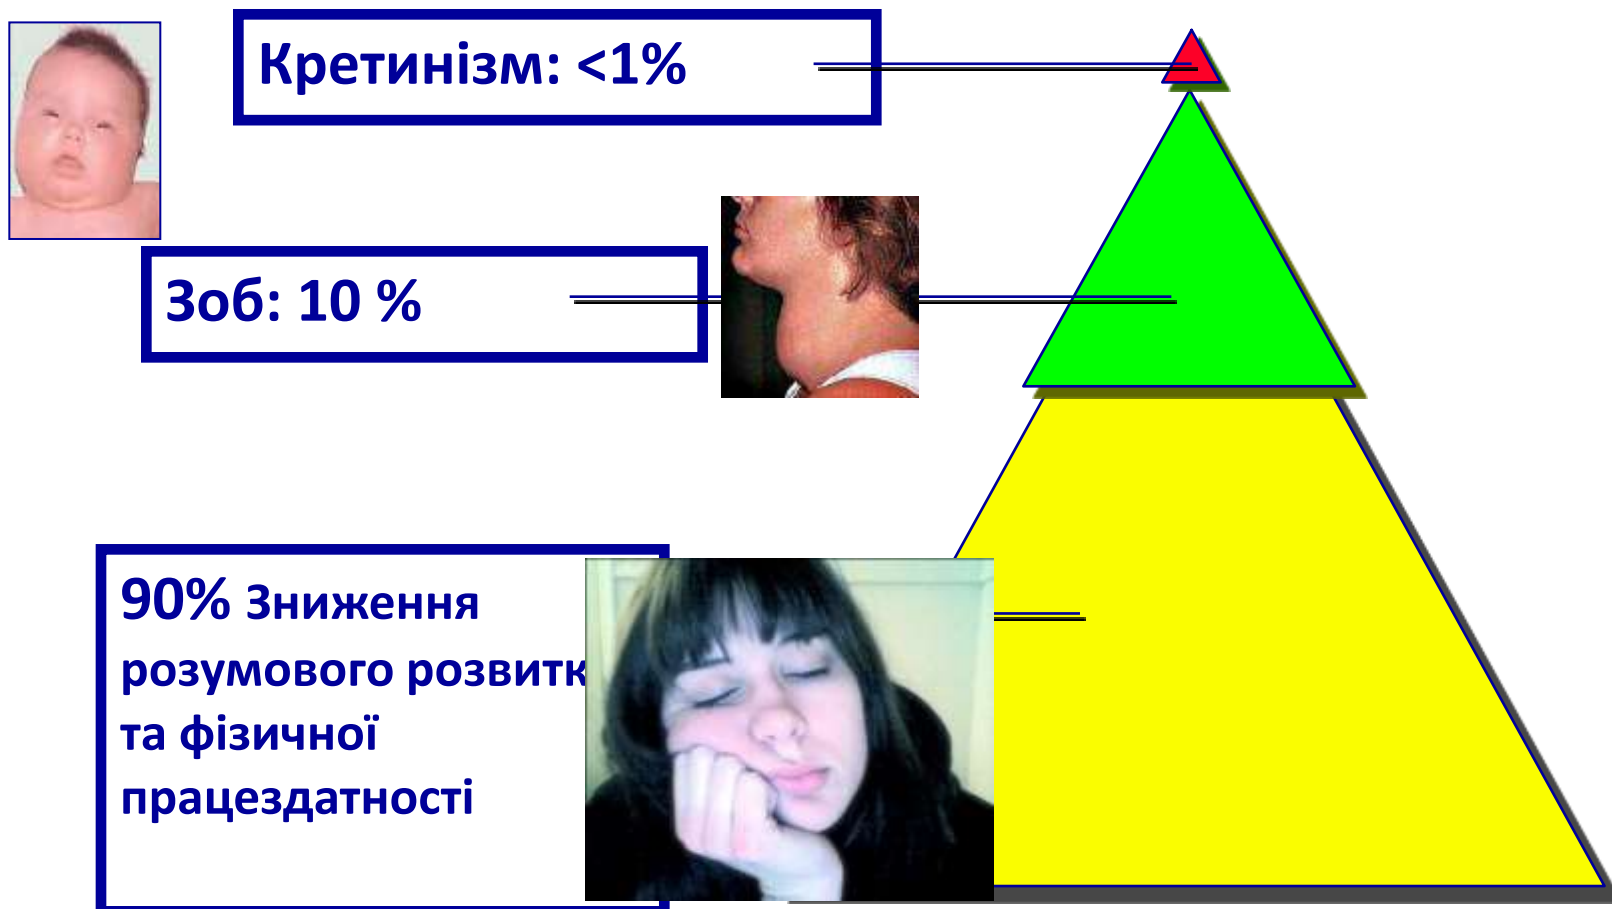 Кретинізм: <1%
Зоб: 10 %
90% Зниження
розумового розвитк
та фізичної
працездатності